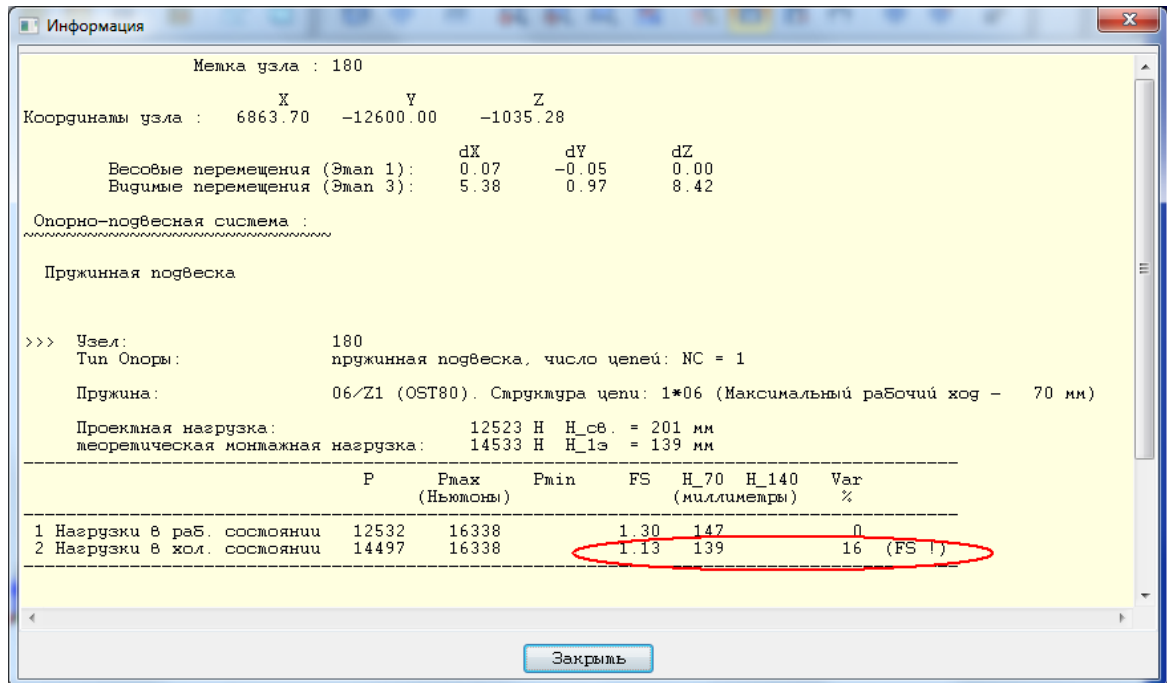 Информация
Метка узла : 180
X Y Z
Координаты узла : 6863.70 -12600.00 -1035.28
dX dY dZ
Весовые перемещения (Этап 1): 0.07 -0.05 0.00
Видимые перемещения (Этап 3): 5.38 0.97 8.42
Опорно-подвесная система :
~~~~~~~~~~~~~~~~~~~~~~~~~~~~~~~
Пружинная подвеска
>>> Узел: 180
Тип Опоры: пружинная подвеска, число цепей: NC = 1
Пружина: 06/Z1 (OST80). Структура цепи: 1*06 (Максимальный рабочий ход - 70 мм)
Проектная нагрузка: 12523 Н H_св. = 201 мм
теоретическая монтажная нагрузка: 14533 Н H_1э = 139 мм
P Pmax Pmin FS H_70 H_140 Var
(Ньютоны) (миллиметры) %
1 Нагрузки в раб. состоянии 12532 16338 1.30 147 0
2 Нагрузки в хол. состоянии 14497 16338 1.13 139 16 (FS !)
Закрыть